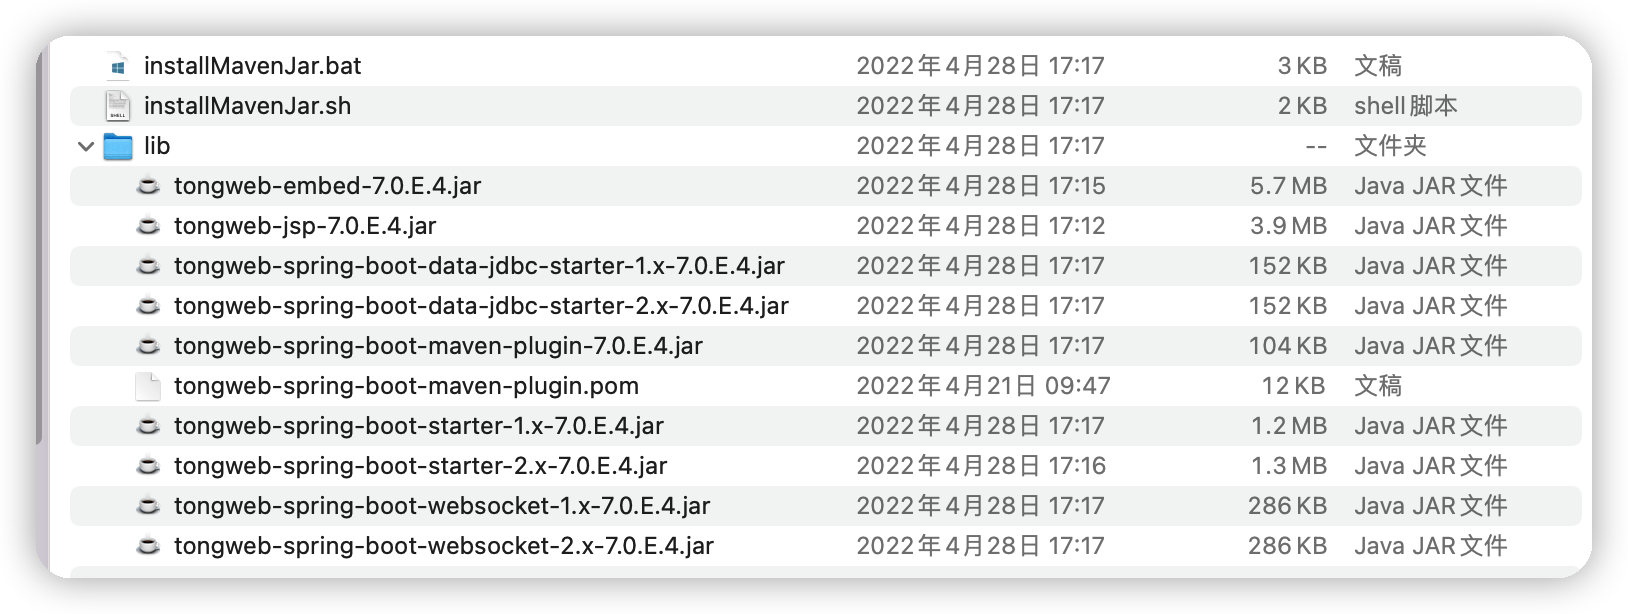 installMavenJar.bat 2022年4月28日 17:17 3 KB 文稿
installMavenJar.sh 2022年4月28日 17:17 2 KB shell脚本
lib 2022年4月28日 17:17 -- 文件夹
tongweb-embed-7.0.E.4.jar 2022年4月28日 17:15 5.7 MB Java JAR文件
tongweb-jsp-7.0.E.4.jar 2022年4月28日 17:12 3.9 MB Java JAR文件
tongweb-spring-boot-data-jdbc-starter-1.x-7.0.E.4.jar 2022年4月28日 17:17 152 KB Java JAR文件
tongweb-spring-boot-data-jdbc-starter-2.x-7.0.E.4.jar 2022年4月28日 17:17 152 KB Java JAR文件
tongweb-spring-boot-maven-plugin-7.0.E.4.jar 2022年4月28日 17:17 104 KB Java JAR文件
tongweb-spring-boot-maven-plugin.pom 2022年4月21日 09:47 12 KB 文稿
tongweb-spring-boot-starter-1.x-7.0.E.4.jar 2022年4月28日 17:17 1.2 MB Java JAR文件
tongweb-spring-boot-starter-2.x-7.0.E.4.jar 2022年4月28日 17:16 1.3 MB Java JAR文件
tongweb-spring-boot-websocket-1.x-7.0.E.4.jar 2022年4月28日 17:17 286 KB Java JAR文件
tongweb-spring-boot-websocket-2.x-7.0.E.4.jar 2022年4月28日 17:17 286 KB Java JAR文件